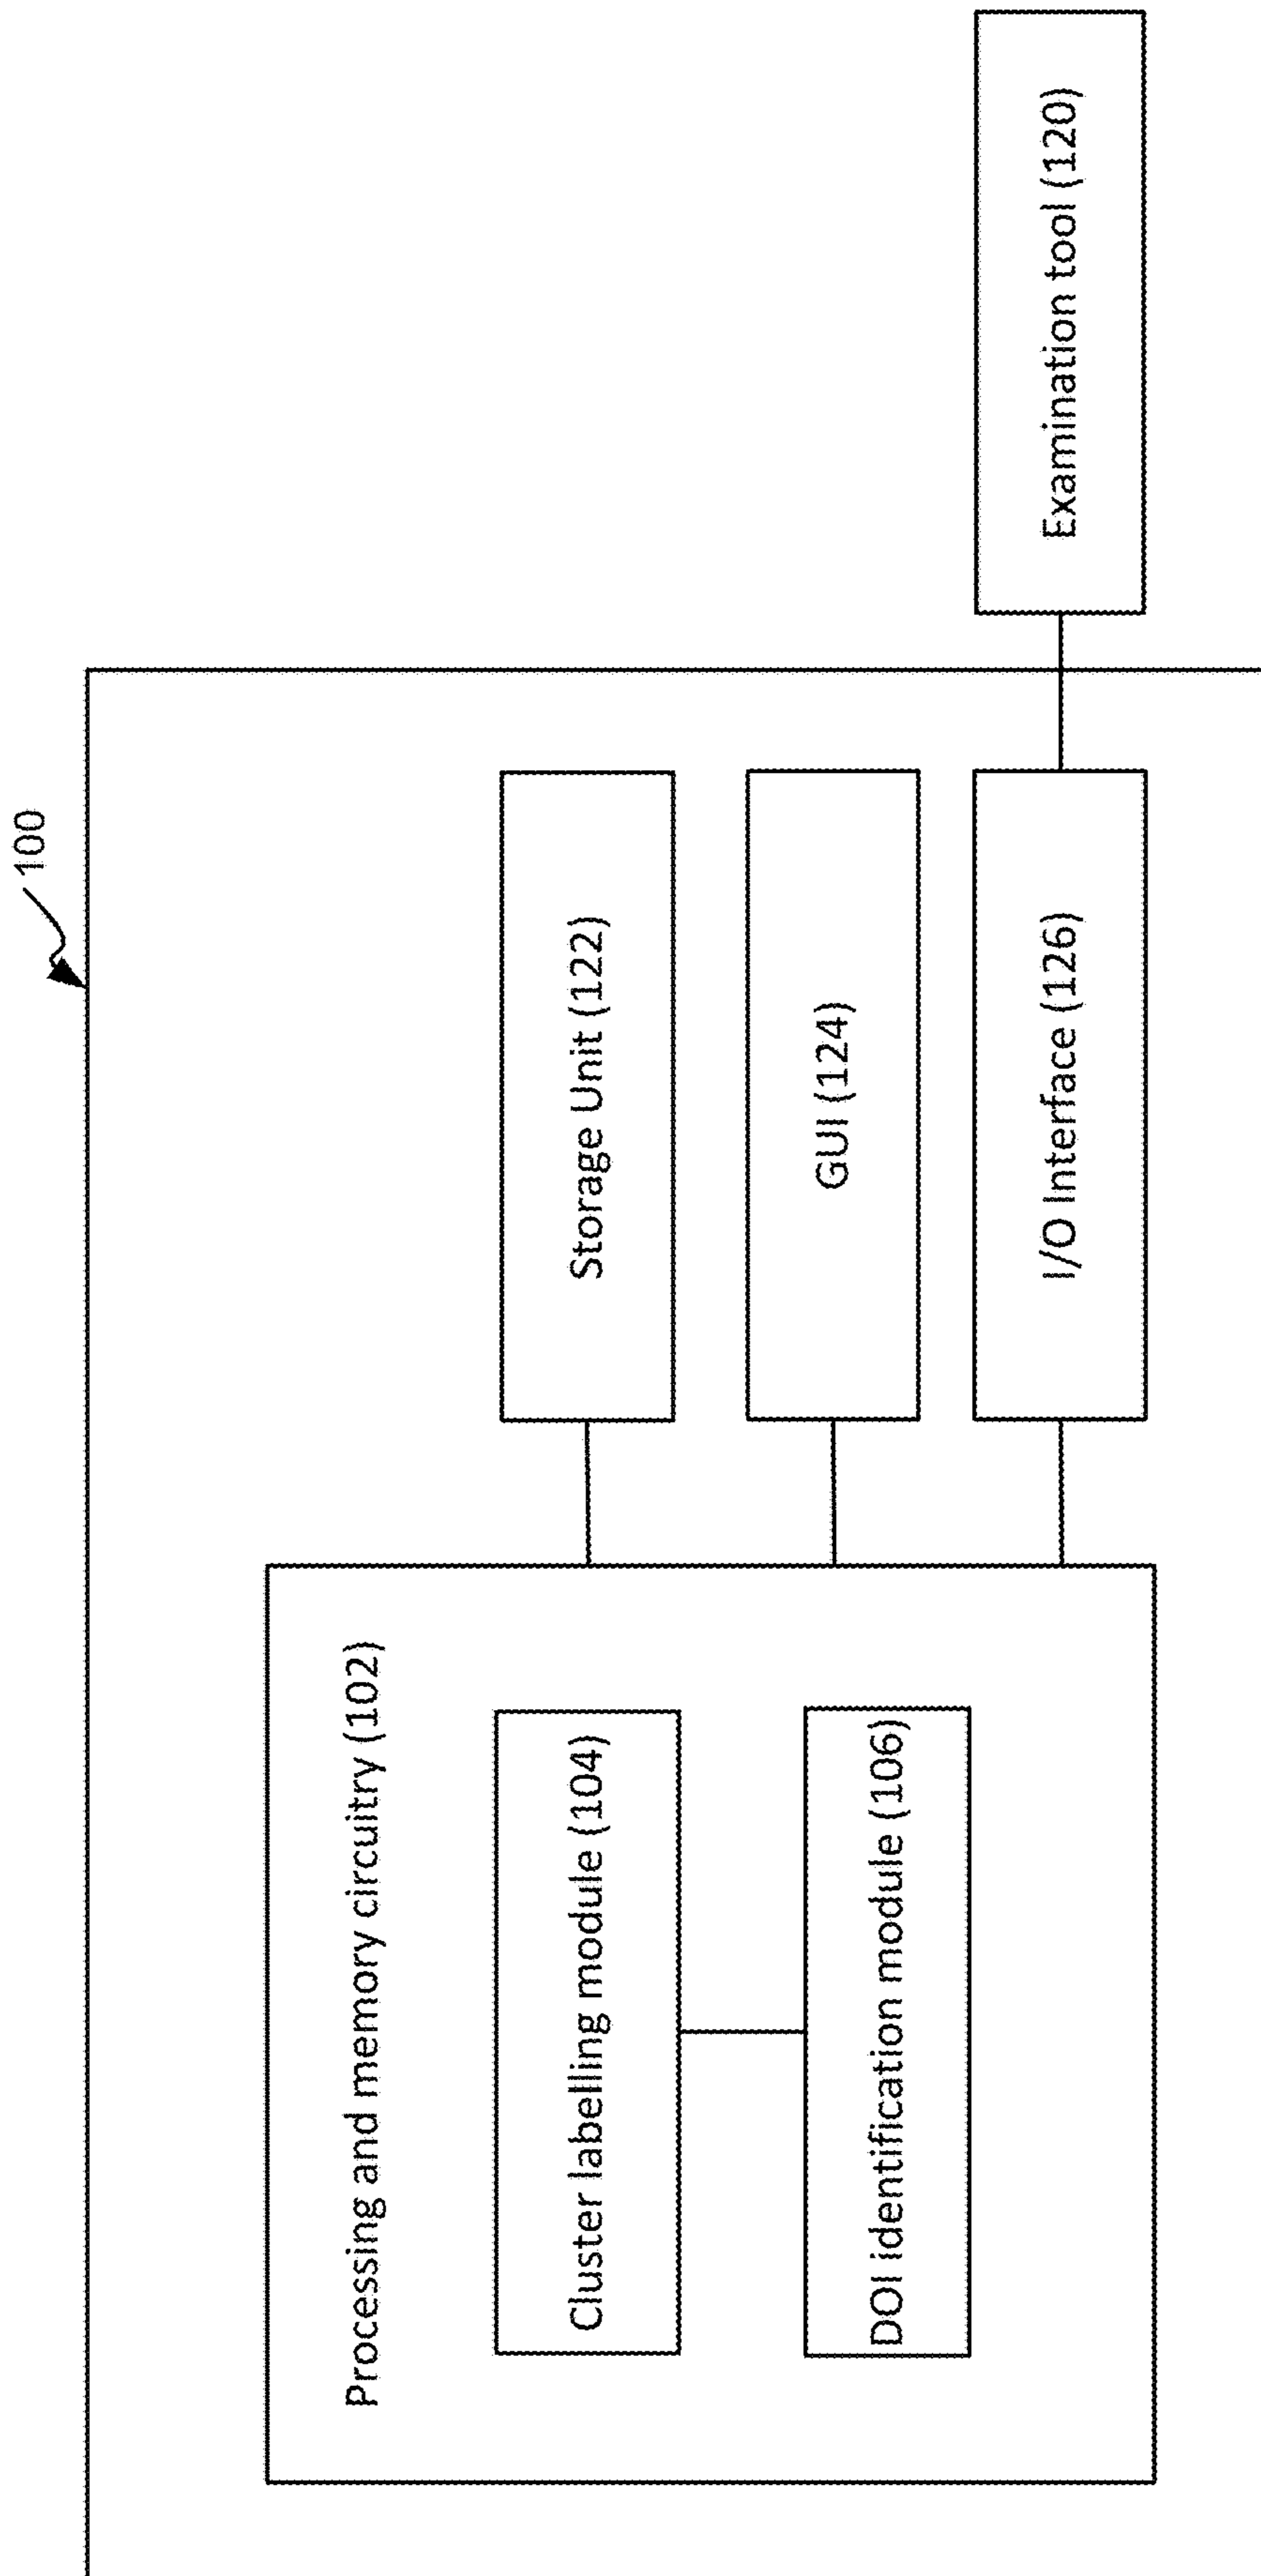 100
Processing and memory circuitry (102)
Cluster labelling module (104)
DOI identification module (106)
Storage Unit (122)
GUI (124)
I/O Interface (126)
Examination tool (120)